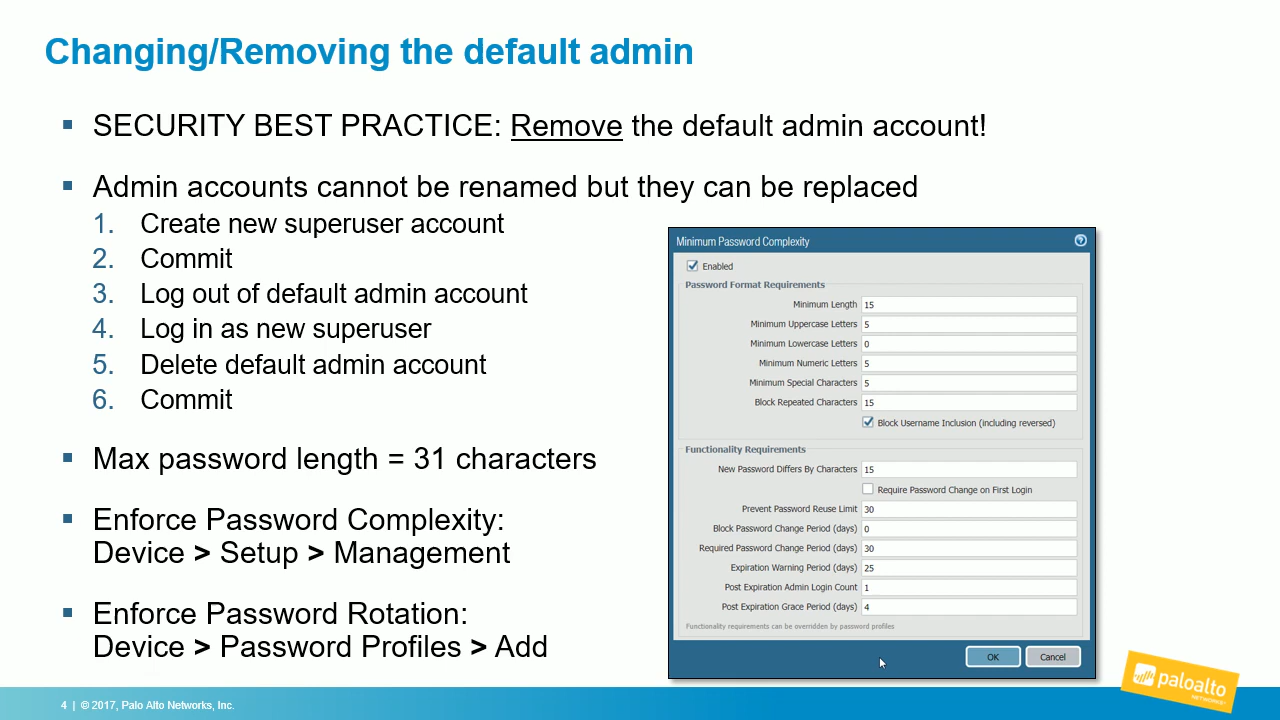 Changing/Removing the default admin
SECURITY BEST PRACTICE: Remove the default admin account!
Admin accounts cannot be renamed but they can be replaced
1. Create new superuser account
2. Commit
3. Log out of default admin account
4. Log in as new superuser
5. Delete default admin account
6. Commit
Max password length = 31 characters
Enforce Password Complexity:
Device > Setup > Management
Enforce Password Rotation:
Device > Password Profiles > Add
Minimum Password Complexity
Enabled
Password Format Requirements
Minimum Length 15
Minimum Uppercase Letters 5
Minimum Lowercase Letters 0
Minimum Numeric Letters 5
Minimum Special Characters 5
Block Repeated Characters 15
Block Username Inclusion (including reversed)
Functionality Requirements
New Password Differs By Characters 15
Require Password Change on First Login
Prevent Password Reuse Limit 30
Block Password Change Period (days) 0
Required Password Change Period (days) 30
Expiration Warning Period (days) 25
Post Expiration Admin Login Count 1
Post Expiration Grace Period (days) 4
Functionality requirements can be overridden by password profiles
OK Cancel
4 | © 2017, Palo Alto Networks, Inc.
paloalto
NETWORKS